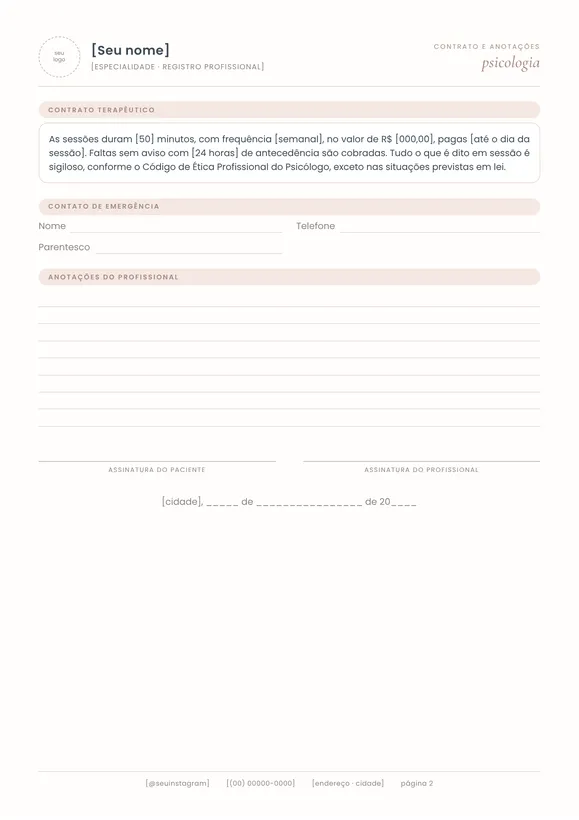 seu
logo
[Seu nome]
[ESPECIALIDADE · REGISTRO PROFISSIONAL]
CONTRATO E ANOTAÇÕES
psicologia
CONTRATO TERAPÊUTICO
As sessões duram [50] minutos, com frequência [semanal], no valor de R$ [000,00], pagas [até o dia da
sessão]. Faltas sem aviso com [24 horas] de antecedência são cobradas. Tudo o que é dito em sessão é
sigiloso, conforme o Código de Ética Profissional do Psicólogo, exceto nas situações previstas em lei.
CONTATO DE EMERGÊNCIA
Nome
Telefone
Parentesco
ANOTAÇÕES DO PROFISSIONAL
ASSINATURA DO PACIENTE
ASSINATURA DO PROFISSIONAL
[cidade], _____ de ________________ de 20____
[@seuinstagram] [(00) 00000-0000] [endereço · cidade] página 2